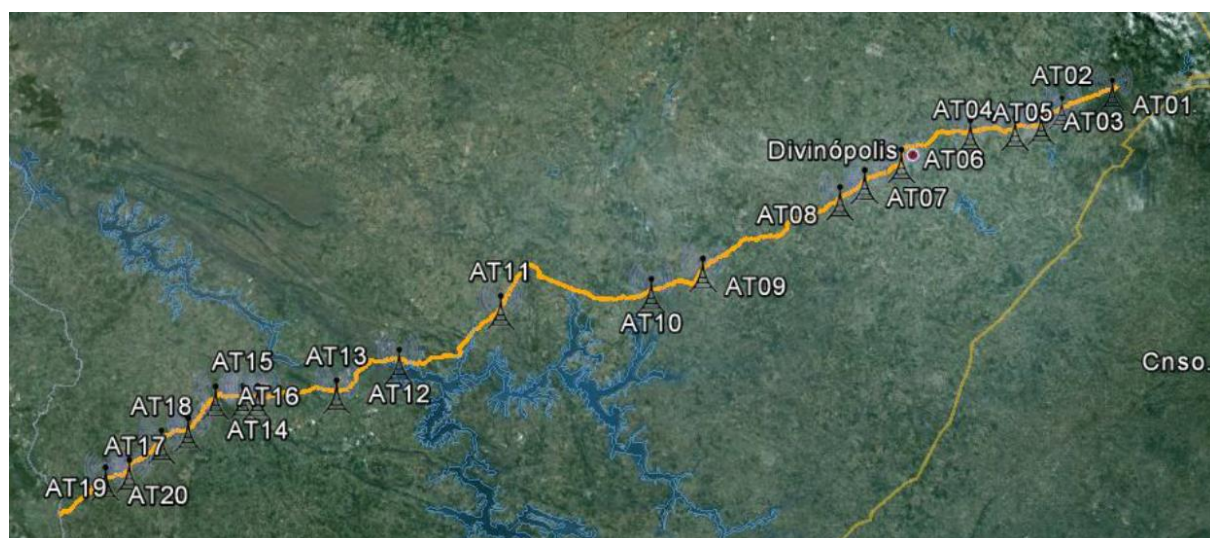 AT02
AT01
AT04
AT05
AT03
Divinópolis
AT06
AT07
AT08
AT11
AT09
AT10
Cnso.
AT13
AT15
AT12
AT16
AT18
AT14
AT17
AT19
AT20